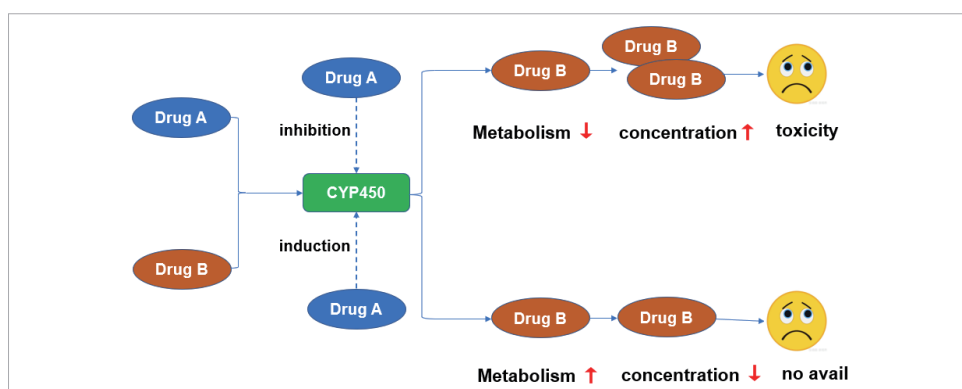 Drug A
inhibition
Drug A
CYP450
induction
Drug B
Drug A
Drug B
Drug B
Drug B
Metabolism ↓ concentration ↑ toxicity
Drug B
Drug B
Metabolism ↑ concentration ↓ no avail